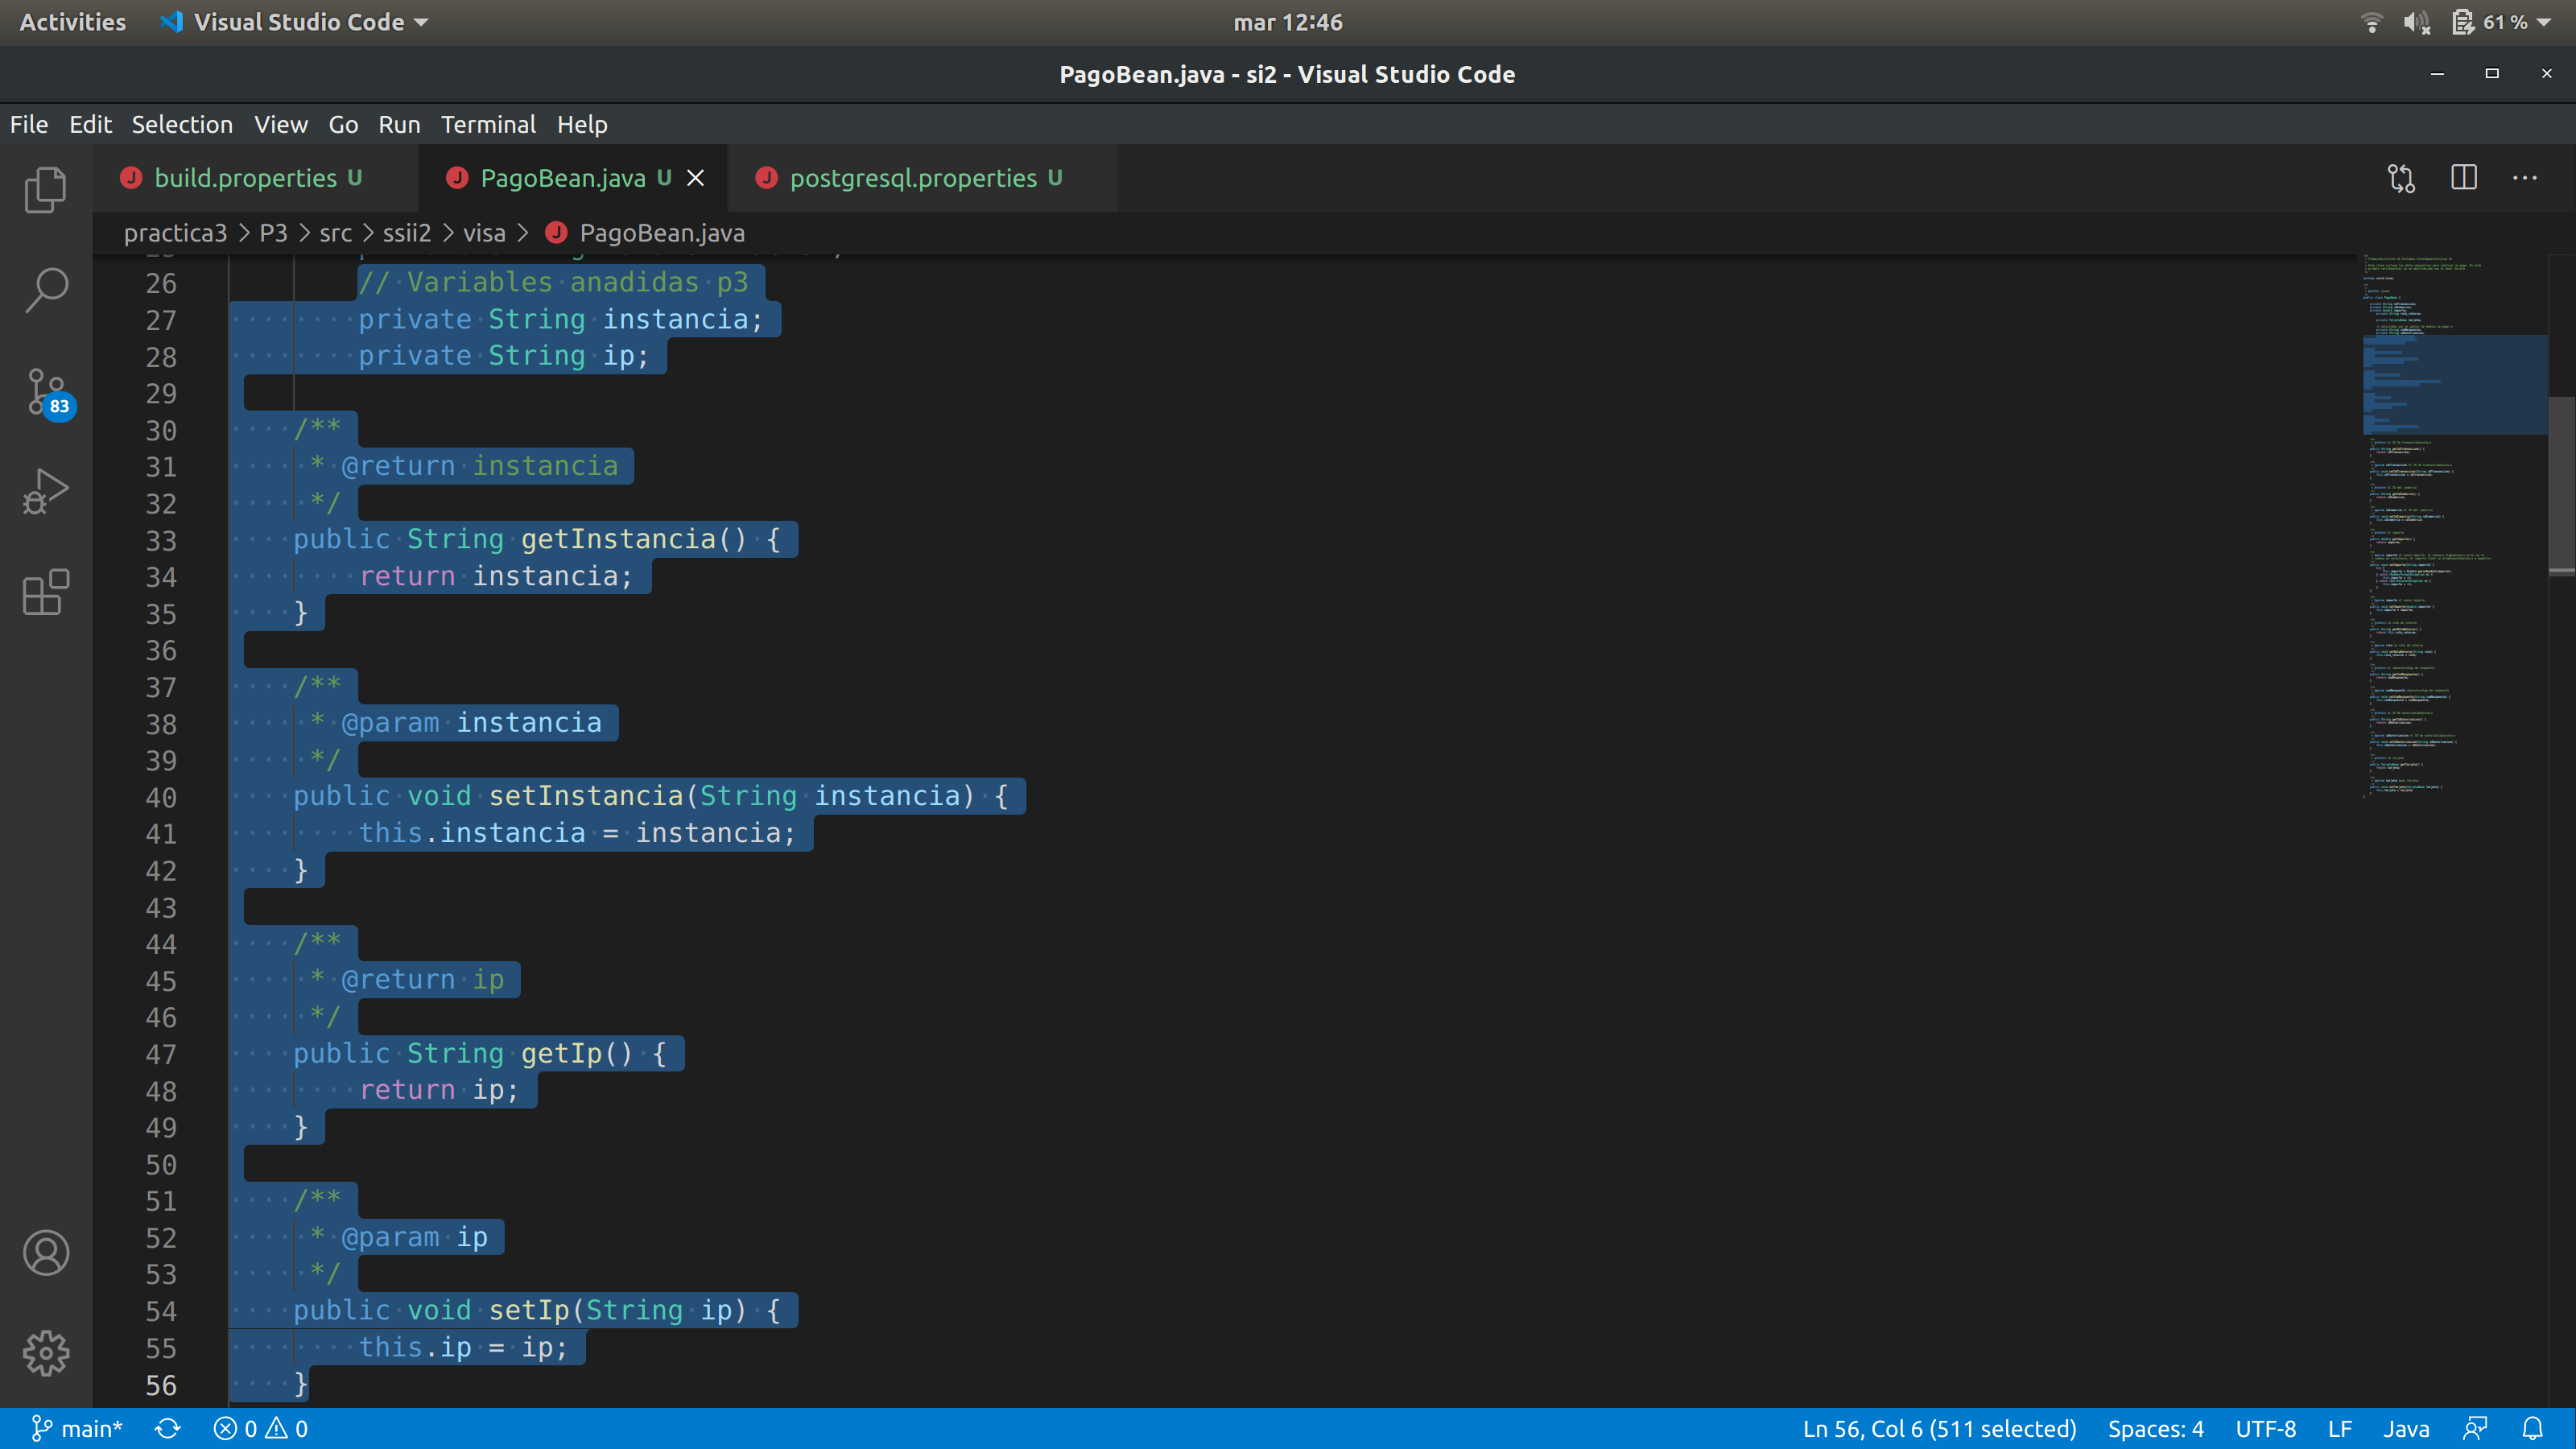 Activities Visual Studio Code mar 12:46 61 %
PagoBean.java - si2 - Visual Studio Code
File Edit Selection View Go Run Terminal Help
build.properties U PagoBean.java U postgresql.properties U
practica3 > P3 > src > ssii2 > visa > PagoBean.java
26 // Variables anadidas p3
27 private String instancia;
28 private String ip;
29
30 /**
31 * @return instancia
32 */
33 public String getInstancia() {
34 return instancia;
35 }
36
37 /**
38 * @param instancia
39 */
40 public void setInstancia(String instancia) {
41 this.instancia = instancia;
42 }
43
44 /**
45 * @return ip
46 */
47 public String getIp() {
48 return ip;
49 }
50
51 /**
52 * @param ip
53 */
54 public void setIp(String ip) {
55 this.ip = ip;
56 }
83
main* 0 0 Ln 56, Col 6 (511 selected) Spaces: 4 UTF-8 LF Java